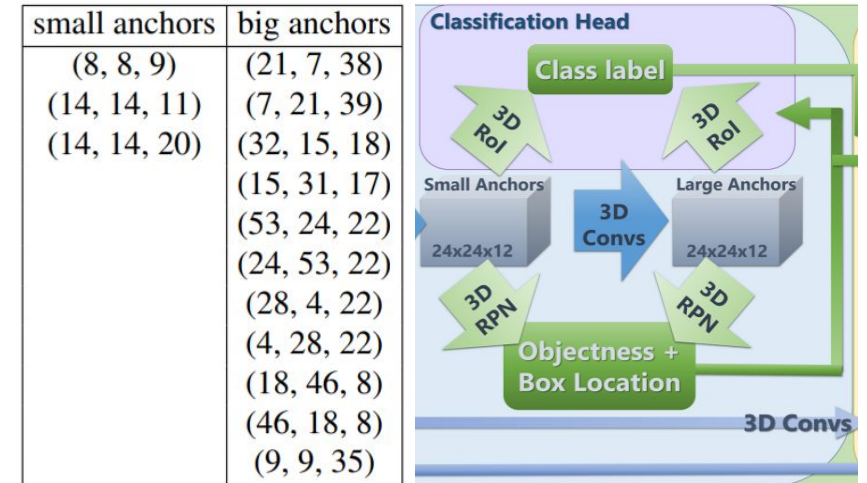 small anchors big anchors
(8, 8, 9) (21, 7, 38)
(14, 14, 11) (7, 21, 39)
(14, 14, 20) (32, 15, 18)
(15, 31, 17)
(53, 24, 22)
(24, 53, 22)
(28, 4, 22)
(4, 28, 22)
(18, 46, 8)
(46, 18, 8)
(9, 9, 35)
Classification Head
Class label
3D
RoI
3D
RoI
Small Anchors
24x24x12
3D
Convs
Large Anchors
24x24x12
3D
RPN
3D
RPN
Objectness +
Box Location
3D Convs